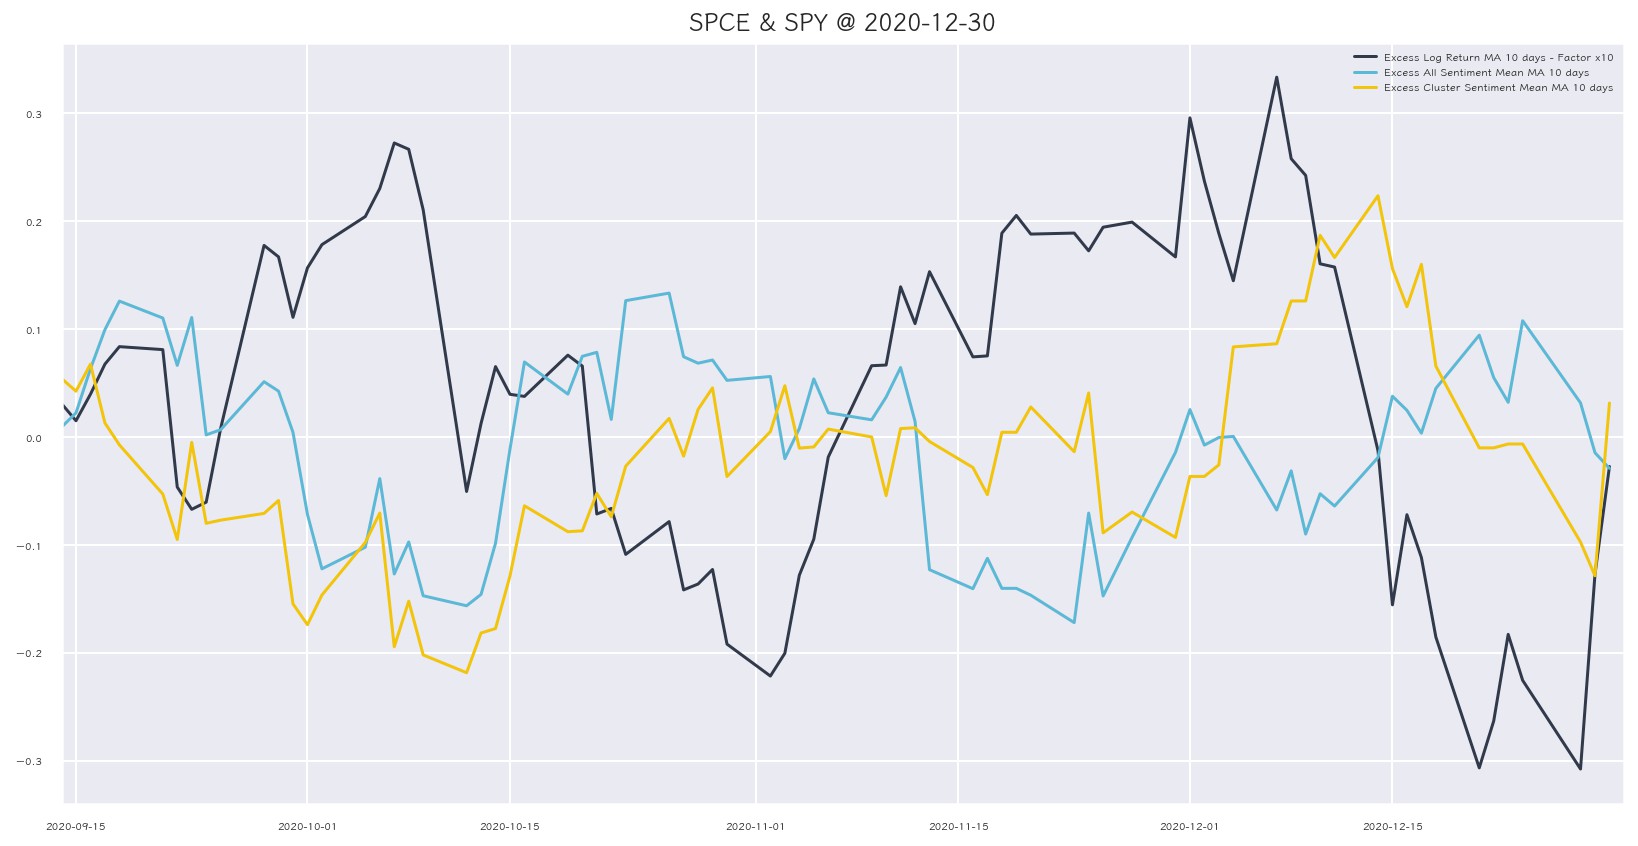 SPCE & SPY @ 2020-12-30
Excess Log Return MA 10 days - Factor x10
Excess All Sentiment Mean MA 10 days
Excess Cluster Sentiment Mean MA 10 days
0.3
0.2
0.1
0.0
−0.1
−0.2
−0.3
2020-09-15 2020-10-01 2020-10-15 2020-11-01 2020-11-15 2020-12-01 2020-12-15